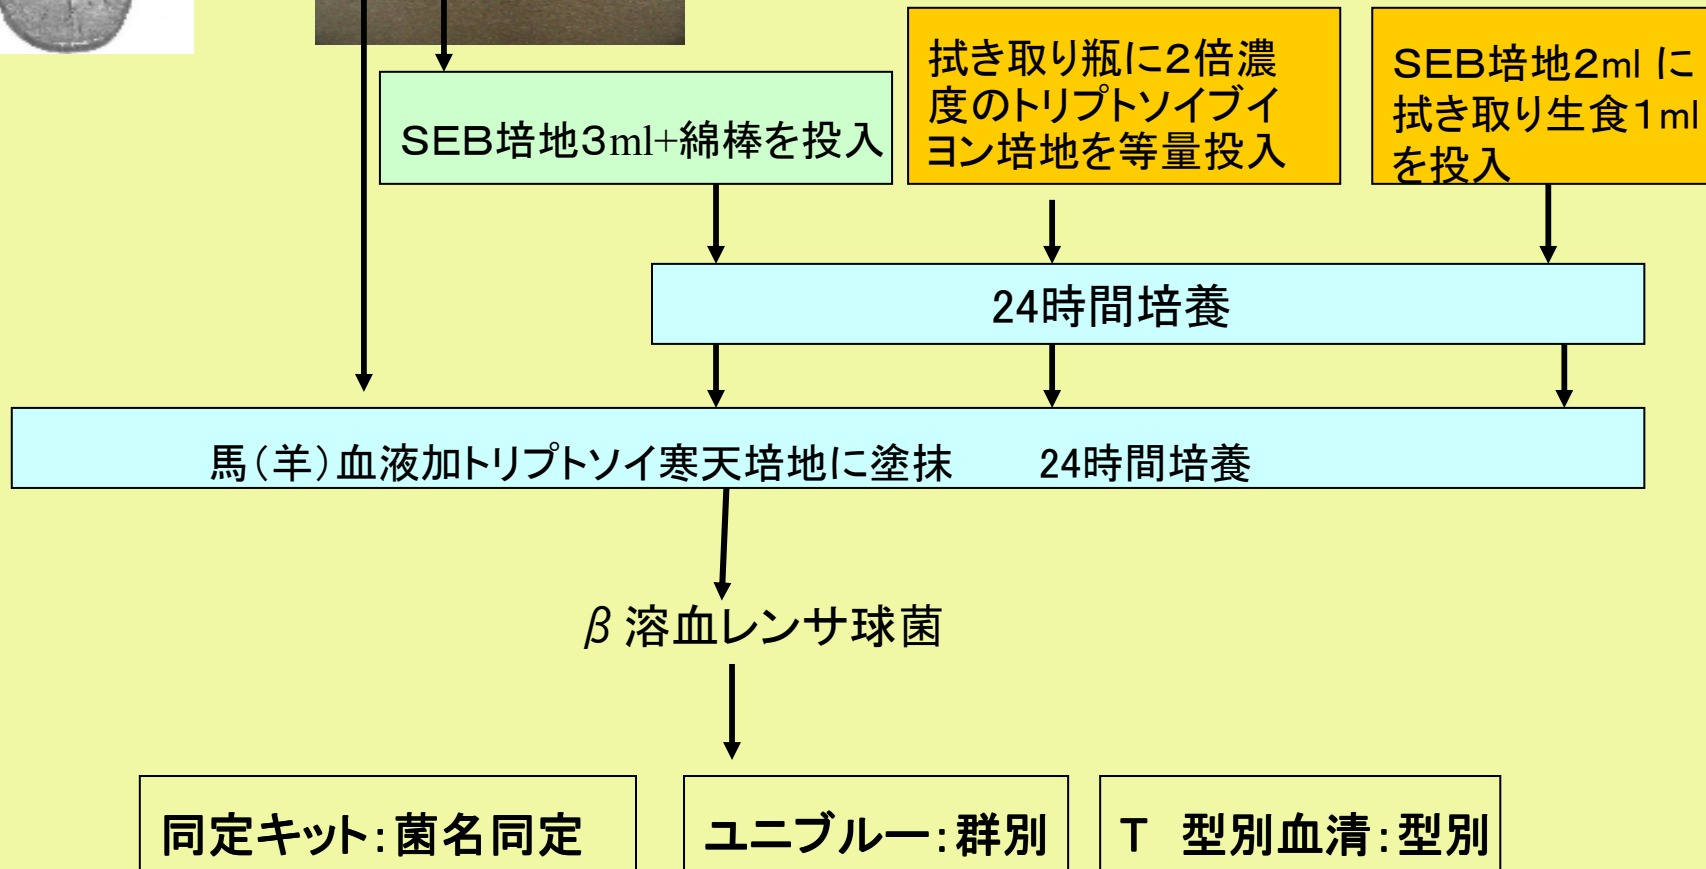 SEB培地3ml+綿棒を投入
拭き取り瓶に2倍濃
度のトリプトソイブイ
ヨン培地を等量投入
SEB培地2ml に
拭き取り生食1ml
を投入
24時間培養
馬(羊)血液加トリプトソイ寒天培地に塗抹　　24時間培養
β溶血レンサ球菌
同定キット:菌名同定
ユニブルー:群別
T　型別血清:型別